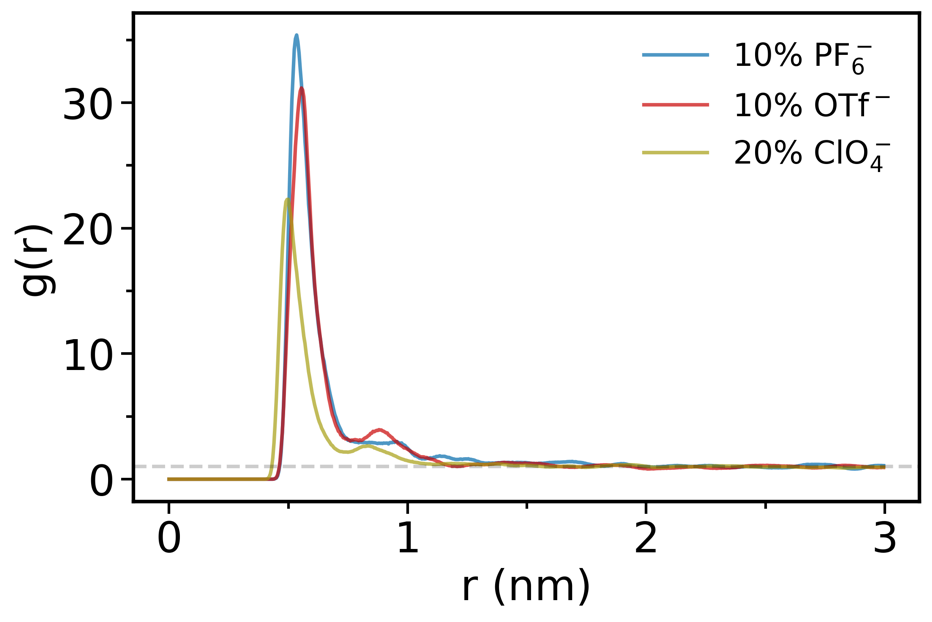 10% PF₆⁻
10% OTf⁻
20% ClO₄⁻
30
20
10
0
g(r)
0 1 2 3
r (nm)